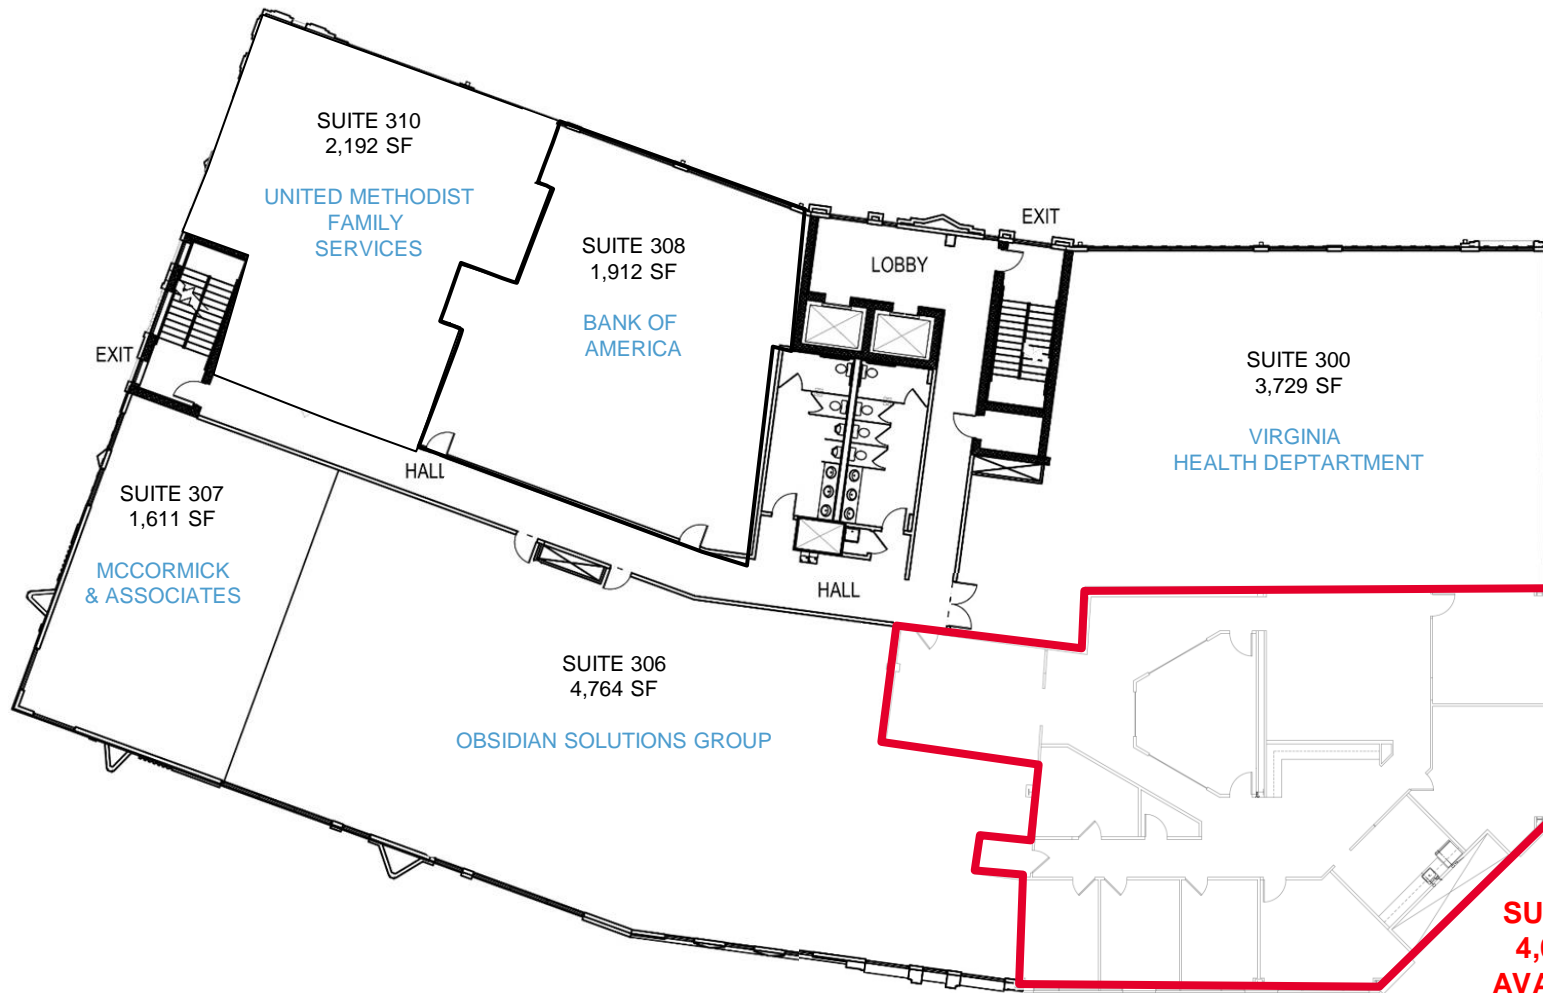 SUITE 310
2,192 SF
UNITED METHODIST
FAMILY
SERVICES
SUITE 308
1,912 SF
BANK OF
AMERICA
EXIT
LOBBY
EXIT
SUITE 300
3,729 SF
VIRGINIA
HEALTH DEPTARTMENT
HALL
SUITE 307
1,611 SF
MCCORMICK
& ASSOCIATES
HALL
SUITE 306
4,764 SF
OBSIDIAN SOLUTIONS GROUP